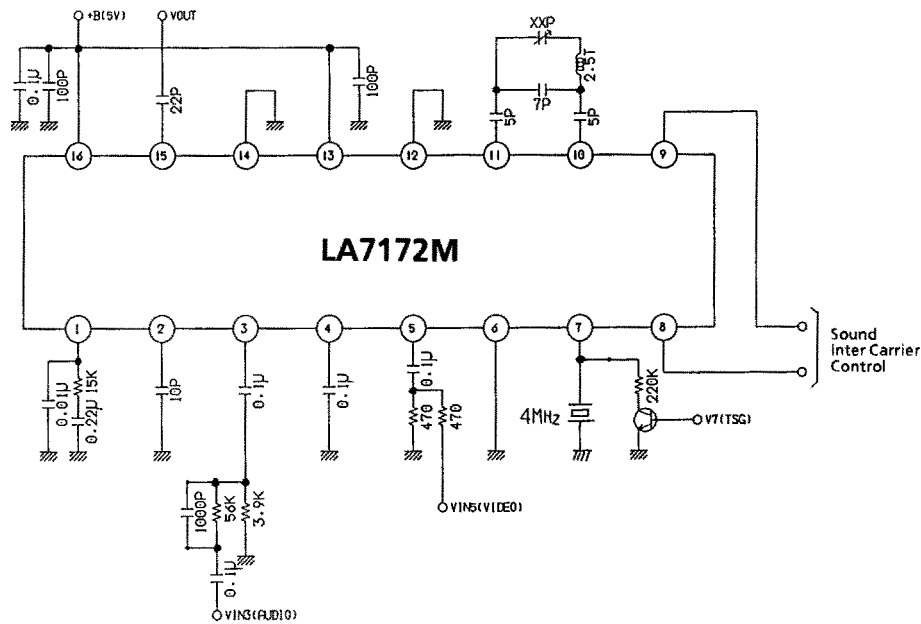 +B(5V)
VOUT
XXP
2.5T
0.1μ
100P
22P
100P
7P
5P
5P
16
15
14
13
12
11
10
9
LA7172M
1
2
3
4
5
6
7
8
Sound
Inter Carrier
Control
0.01μ
15K
0.22μ
10P
0.1μ
0.1μ
0.1μ
470
470
4MHz
220K
V7(TSG)
1000P
56K
3.9K
VIN5(VIDEO)
0.1μ
VIN3(AUDIO)